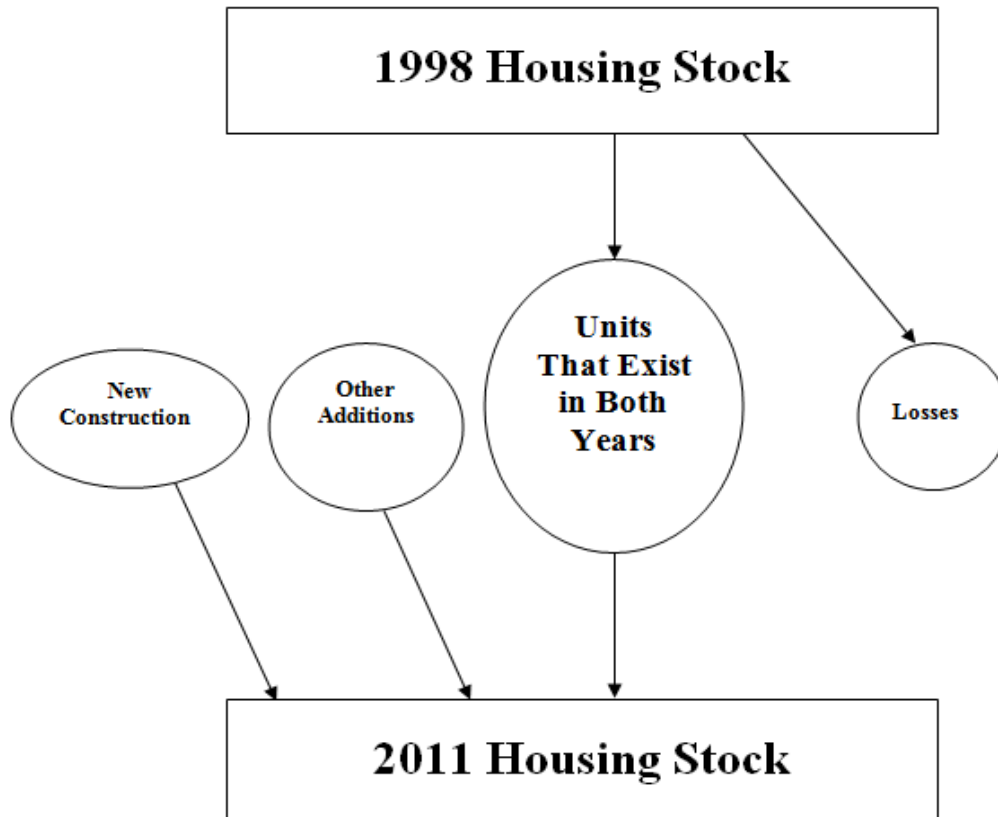 1998 Housing Stock
New
Construction
Other
Additions
Units
That Exist
in Both
Years
Losses
2011 Housing Stock